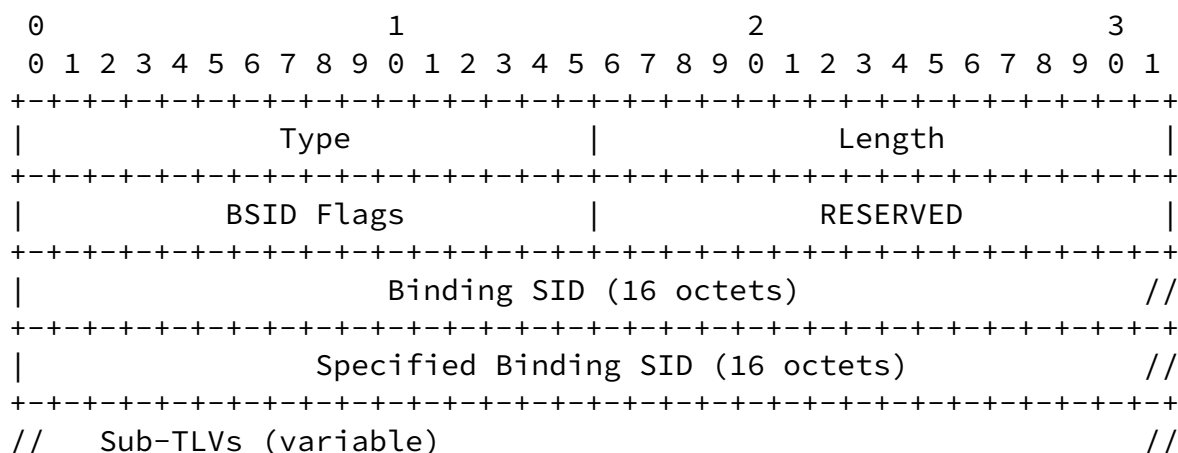 0                   1                   2                   3
 0 1 2 3 4 5 6 7 8 9 0 1 2 3 4 5 6 7 8 9 0 1 2 3 4 5 6 7 8 9 0 1
+-+-+-+-+-+-+-+-+-+-+-+-+-+-+-+-+-+-+-+-+-+-+-+-+-+-+-+-+-+-+-+-+
|              Type             |             Length            |
+-+-+-+-+-+-+-+-+-+-+-+-+-+-+-+-+-+-+-+-+-+-+-+-+-+-+-+-+-+-+-+-+
|           BSID Flags          |            RESERVED           |
+-+-+-+-+-+-+-+-+-+-+-+-+-+-+-+-+-+-+-+-+-+-+-+-+-+-+-+-+-+-+-+-+
|                    Binding SID (16 octets)                   //
+-+-+-+-+-+-+-+-+-+-+-+-+-+-+-+-+-+-+-+-+-+-+-+-+-+-+-+-+-+-+-+-+
|                Specified Binding SID (16 octets)             //
+-+-+-+-+-+-+-+-+-+-+-+-+-+-+-+-+-+-+-+-+-+-+-+-+-+-+-+-+-+-+-+-+
//   Sub-TLVs (variable)                                       //